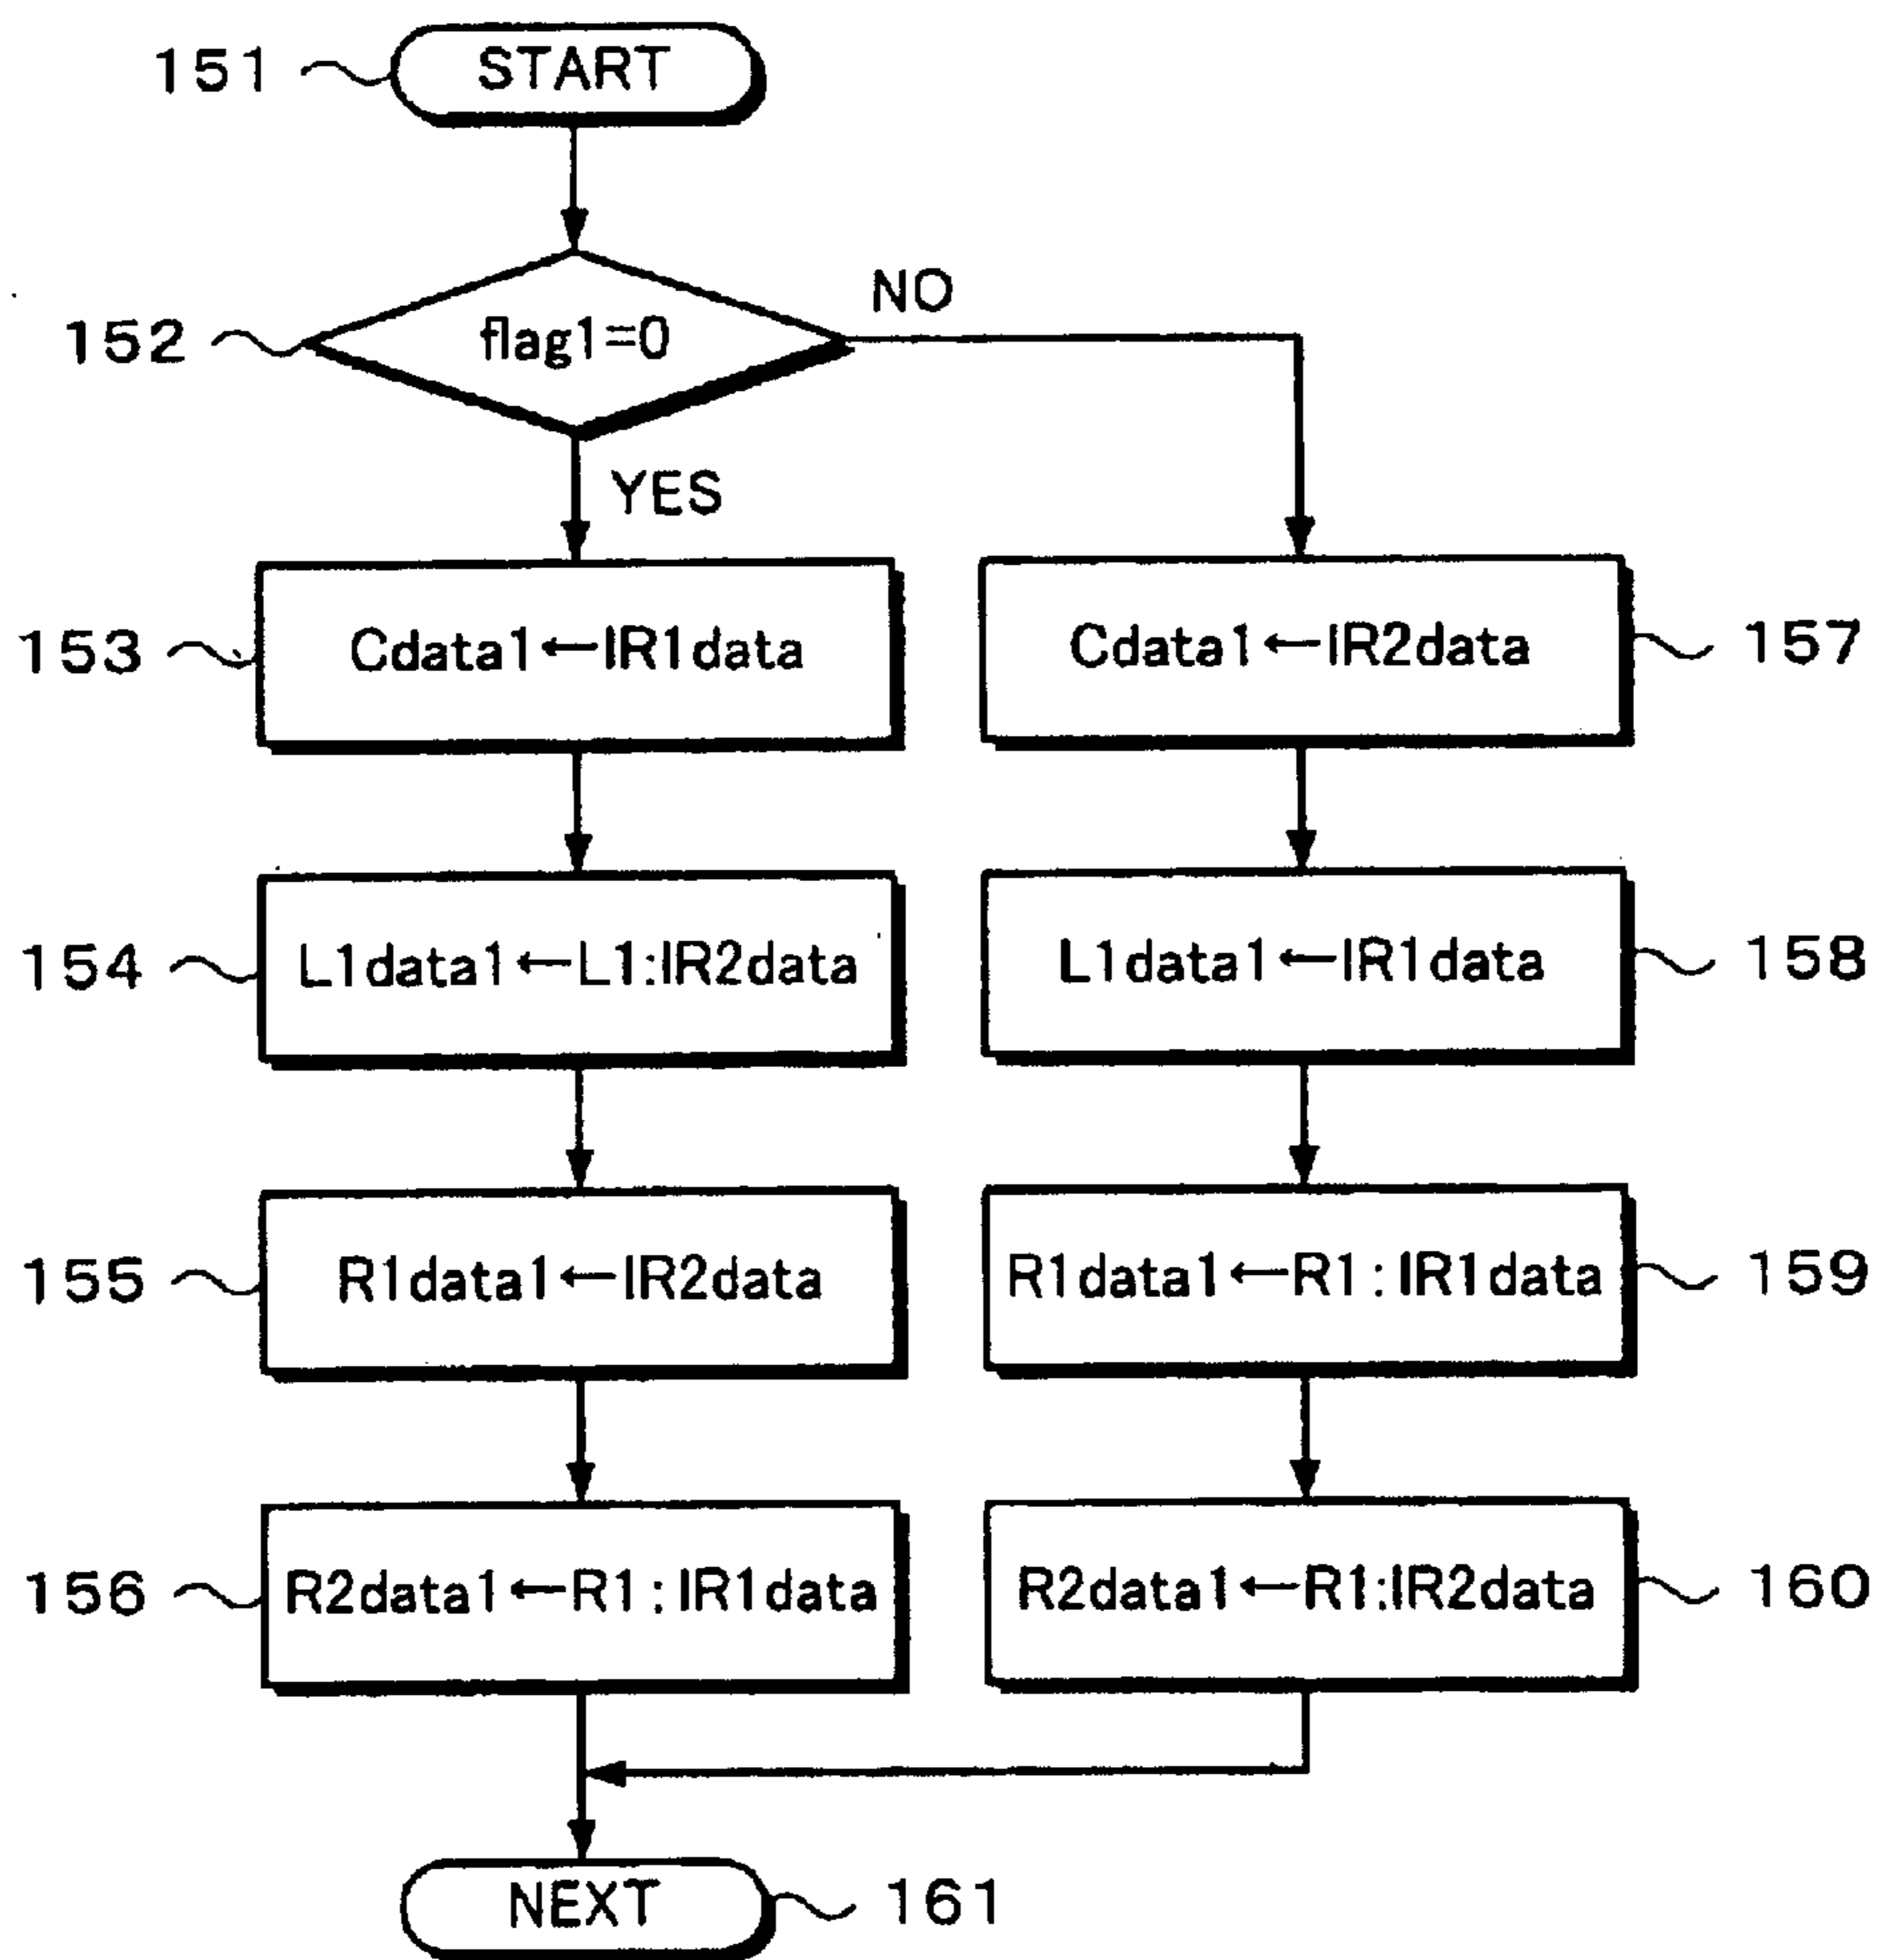 151
START
152
flag1=0
NO
YES
153
Cdata1←IR1data
154
L1data1←L1:IR2data
155
R1data1←IR2data
156
R2data1←R1:IR1data
Cdata1←IR2data
157
L1data1←IR1data
158
R1data1←R1:IR1data
159
R2data1←R1:IR2data
160
NEXT
161